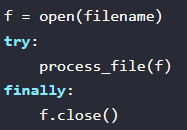 f = open(filename)
try:
    process_file(f)
finally:
    f.close()